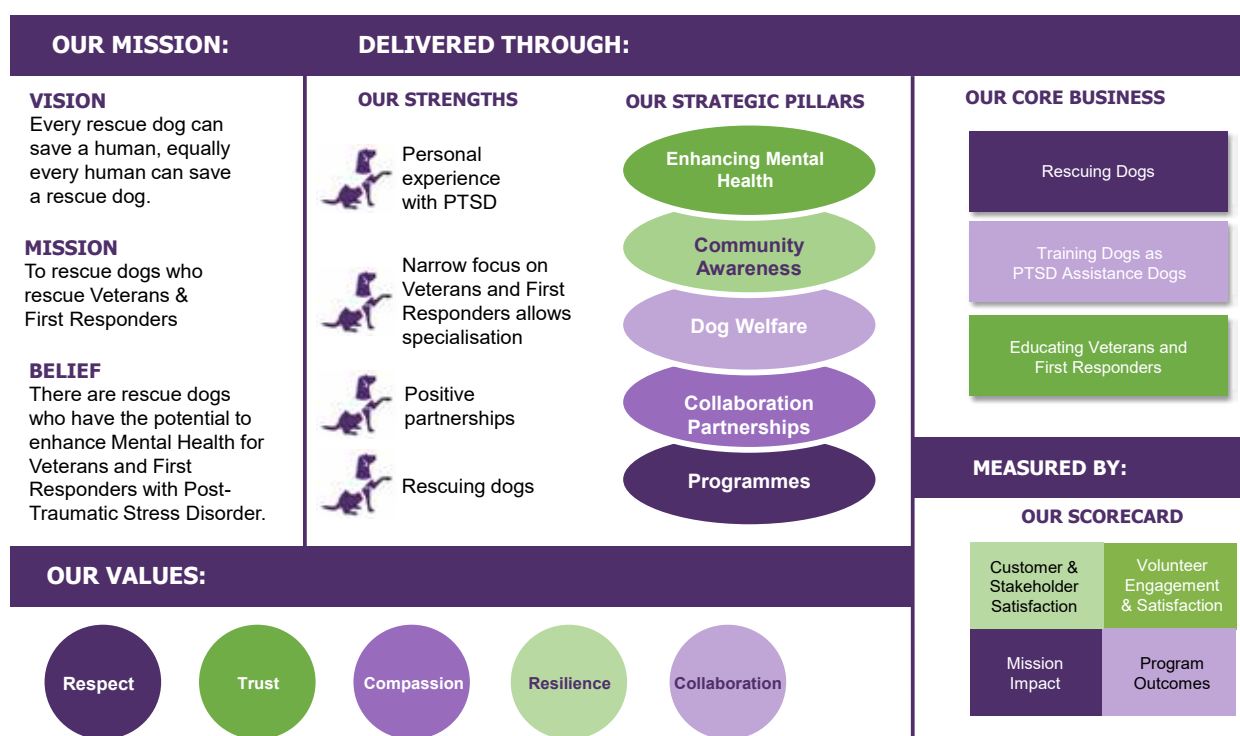 OUR MISSION:
DELIVERED THROUGH:
VISION
Every rescue dog can
save a human, equally
every human can save
a rescue dog.
MISSION
To rescue dogs who
rescue Veterans &
First Responders
BELIEF
There are rescue dogs
who have the potential to
enhance Mental Health for
Veterans and First
Responders with Post-
Traumatic Stress Disorder.
OUR STRENGTHS
Personal
experience
with PTSD
Narrow focus on
Veterans and First
Responders allows
specialisation
Positive
partnerships
Rescuing dogs
OUR STRATEGIC PILLARS
Enhancing Mental
Health
Community
Awareness
Dog Welfare
Collaboration
Partnerships
Programmes
OUR CORE BUSINESS
Rescuing Dogs
Training Dogs as
PTSD Assistance Dogs
Educating Veterans and
First Responders
MEASURED BY:
OUR SCORECARD
Customer &
Stakeholder
Satisfaction
Volunteer
Engagement
& Satisfaction
Mission
Impact
Program
Outcomes
OUR VALUES:
Respect
Trust
Compassion
Resilience
Collaboration